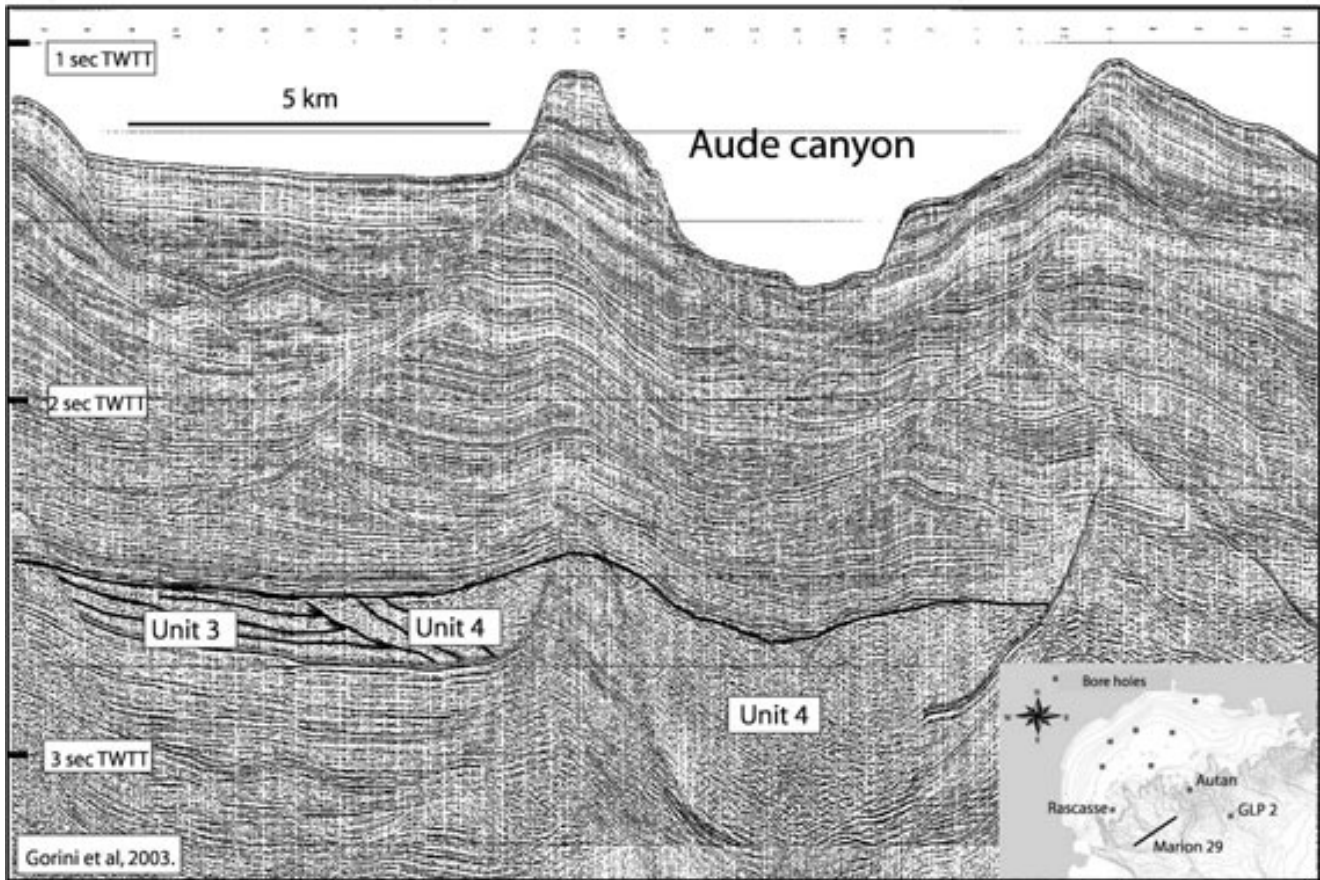 1 sec TWTT
5 km
Aude canyon
2 sec TWTT
Unit 3
Unit 4
Unit 4
3 sec TWTT
Gorini et al, 2003.
Bore holes
Autan
Rascasse
GLP 2
Marion 29